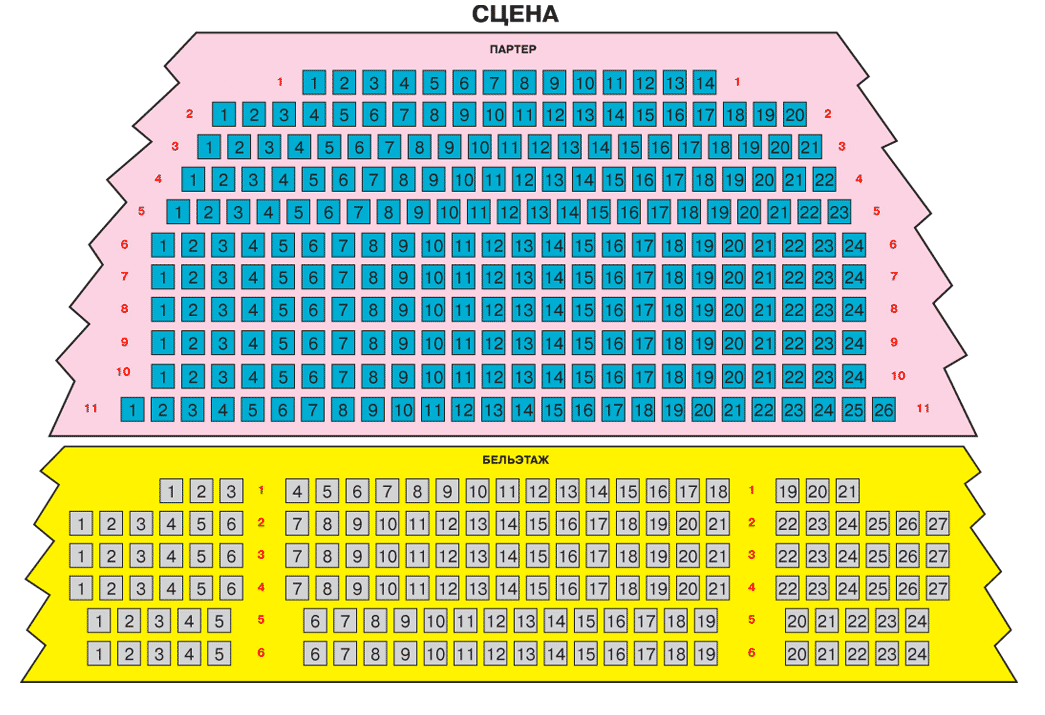 СЦЕНА
ПАРТЕР
1 1 2 3 4 5 6 7 8 9 10 11 12 13 14 1
2 1 2 3 4 5 6 7 8 9 10 11 12 13 14 15 16 17 18 19 20 2
3 1 2 3 4 5 6 7 8 9 10 11 12 13 14 15 16 17 18 19 20 21 3
4 1 2 3 4 5 6 7 8 9 10 11 12 13 14 15 16 17 18 19 20 21 22 4
5 1 2 3 4 5 6 7 8 9 10 11 12 13 14 15 16 17 18 19 20 21 22 23 5
6 1 2 3 4 5 6 7 8 9 10 11 12 13 14 15 16 17 18 19 20 21 22 23 24 6
7 1 2 3 4 5 6 7 8 9 10 11 12 13 14 15 16 17 18 19 20 21 22 23 24 7
8 1 2 3 4 5 6 7 8 9 10 11 12 13 14 15 16 17 18 19 20 21 22 23 24 8
9 1 2 3 4 5 6 7 8 9 10 11 12 13 14 15 16 17 18 19 20 21 22 23 24 9
10 1 2 3 4 5 6 7 8 9 10 11 12 13 14 15 16 17 18 19 20 21 22 23 24 10
11 1 2 3 4 5 6 7 8 9 10 11 12 13 14 15 16 17 18 19 20 21 22 23 24 25 26 11
БЕЛЬЭТАЖ
1 2 3 1 4 5 6 7 8 9 10 11 12 13 14 15 16 17 18 1 19 20 21
1 2 3 4 5 6 2 7 8 9 10 11 12 13 14 15 16 17 18 19 20 21 2 22 23 24 25 26 27
1 2 3 4 5 6 3 7 8 9 10 11 12 13 14 15 16 17 18 19 20 21 3 22 23 24 25 26 27
1 2 3 4 5 6 4 7 8 9 10 11 12 13 14 15 16 17 18 19 20 21 4 22 23 24 25 26 27
1 2 3 4 5 5 6 7 8 9 10 11 12 13 14 15 16 17 18 19 5 20 21 22 23 24
1 2 3 4 5 6 6 7 8 9 10 11 12 13 14 15 16 17 18 19 6 20 21 22 23 24